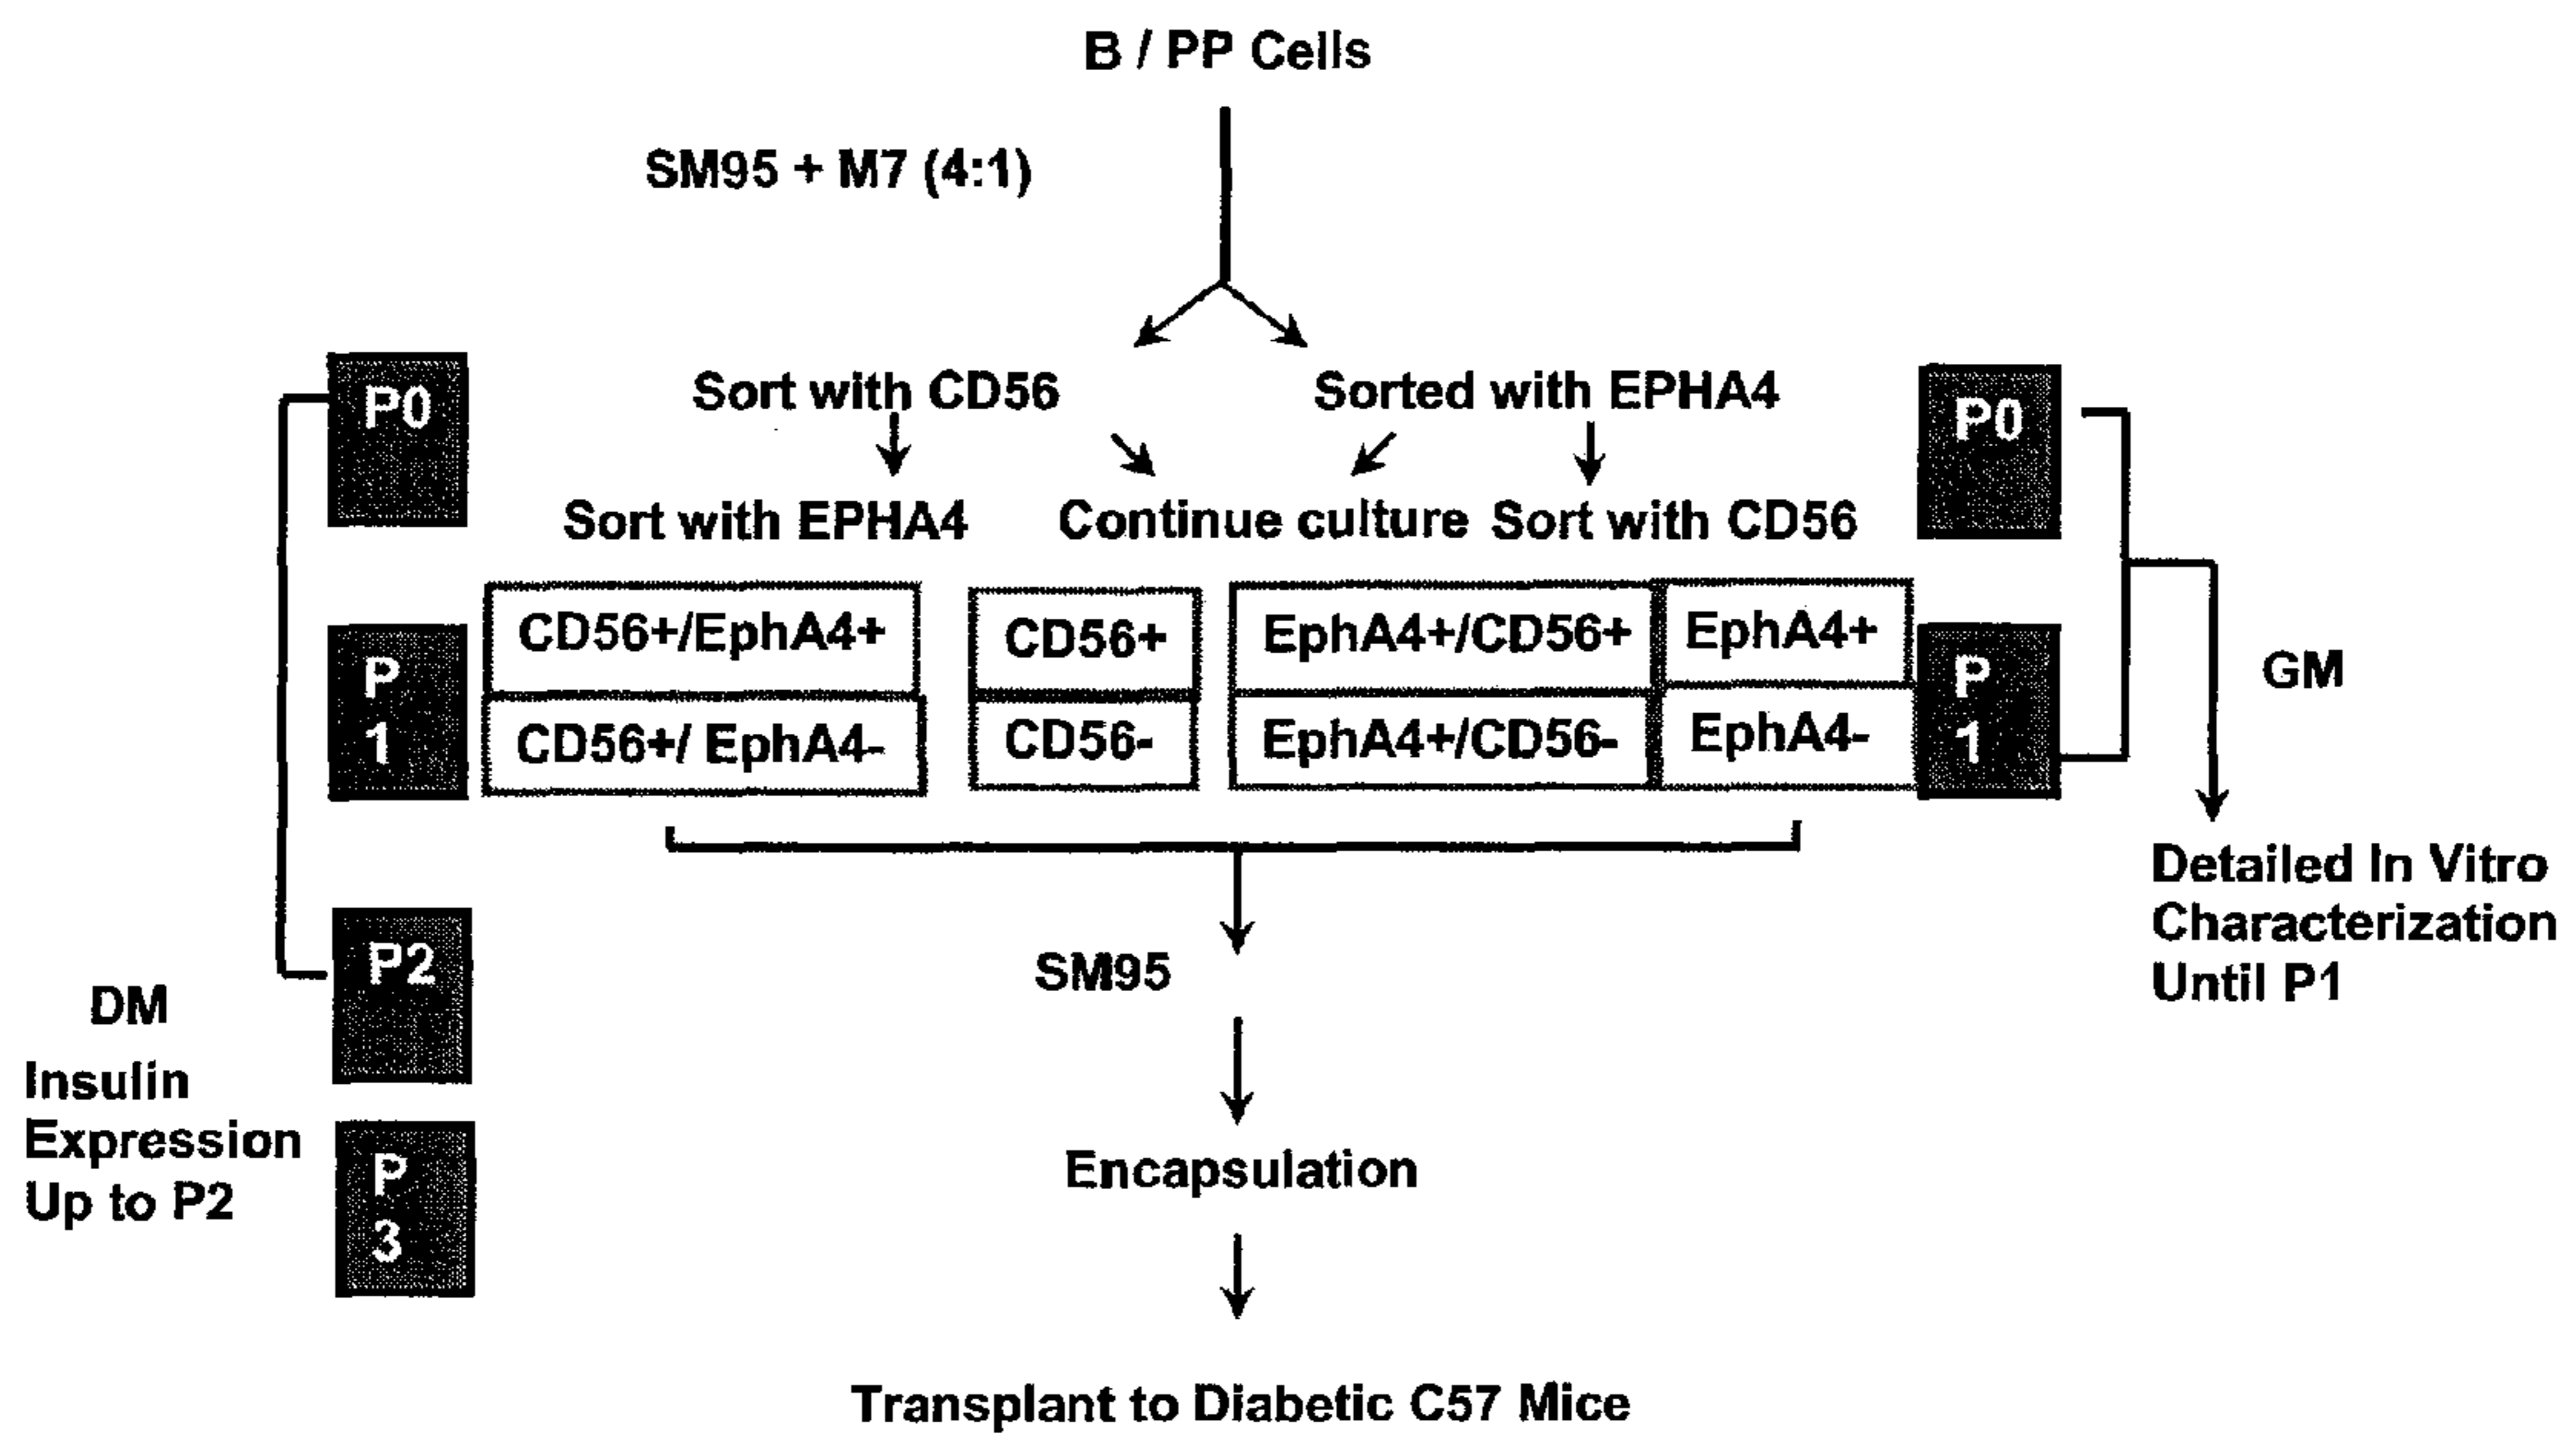 B / PP Cells
SM95 + M7 (4:1)
Sort with CD56
Sorted with EPHA4
P0
P0
Sort with EPHA4
Continue culture
Sort with CD56
CD56+/EphA4+
CD56+
EphA4+/CD56+
EphA4+
P
1
P
1
GM
CD56+/ EphA4-
CD56-
EphA4+/CD56-
EphA4-
Detailed In Vitro
Characterization
Until P1
P2
SM95
DM
Insulin
Expression
Up to P2
P
3
Encapsulation
Transplant to Diabetic C57 Mice